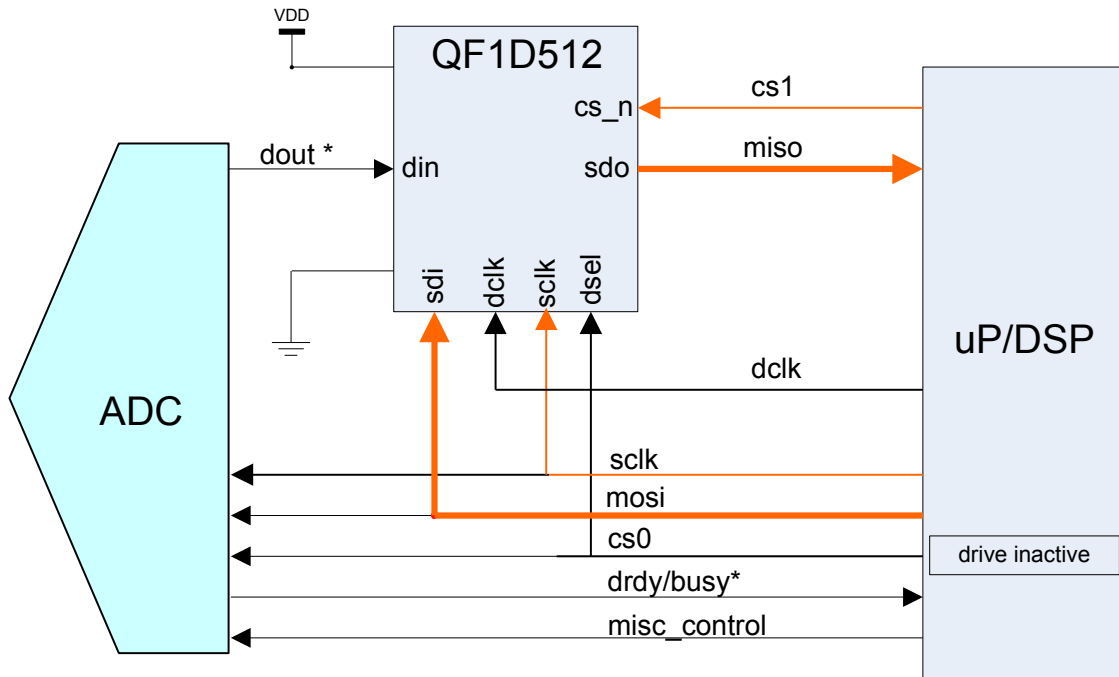 VDD
QF1D512
cs_n
cs1
dout *
din
sdo
miso
sdi
dclk
sclk
dsel
uP/DSP
dclk
ADC
sclk
mosi
cs0
drive inactive
drdy/busy*
misc_control